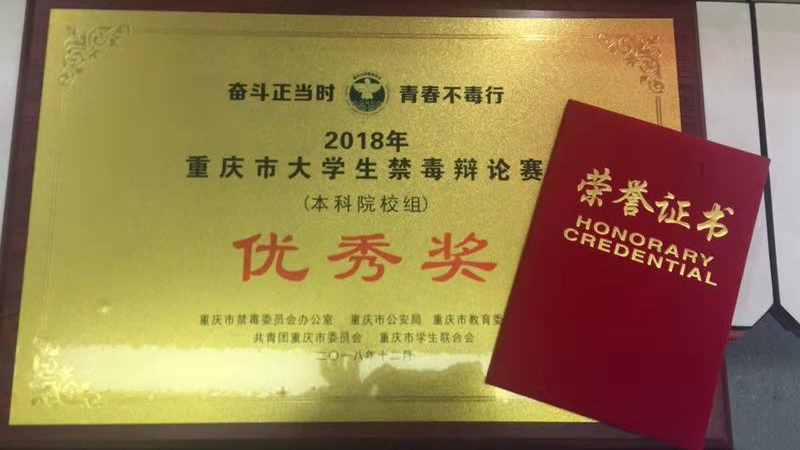 奋斗正当时 青春不毒行
2018年
重庆市大学生禁毒辩论赛
(本科院校组)
优秀奖
重庆市禁毒委员会办公室 重庆市公安局 重庆市教育委
共青团重庆市委员会 重庆市学生联合会
二〇一八年十二月
荣誉证书
HONORARY
CREDENTIAL